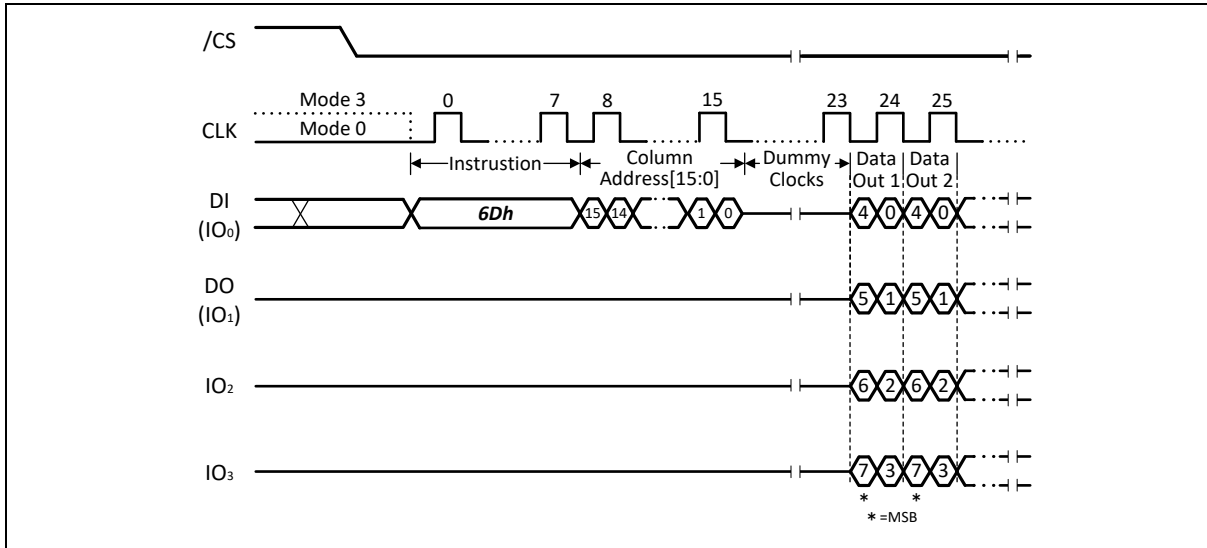 /CS
Mode 3 0 7 8 15 23 24 25
CLK Mode 0
Instrustion Column Address[15:0] Dummy Clocks Data Out 1 Data Out 2
DI (IO0) 6Dh 15 14 1 0 4 0 4 0
DO (IO1) 5 1 5 1
IO2 6 2 6 2
IO3 7 3 7 3
* *
* =MSB